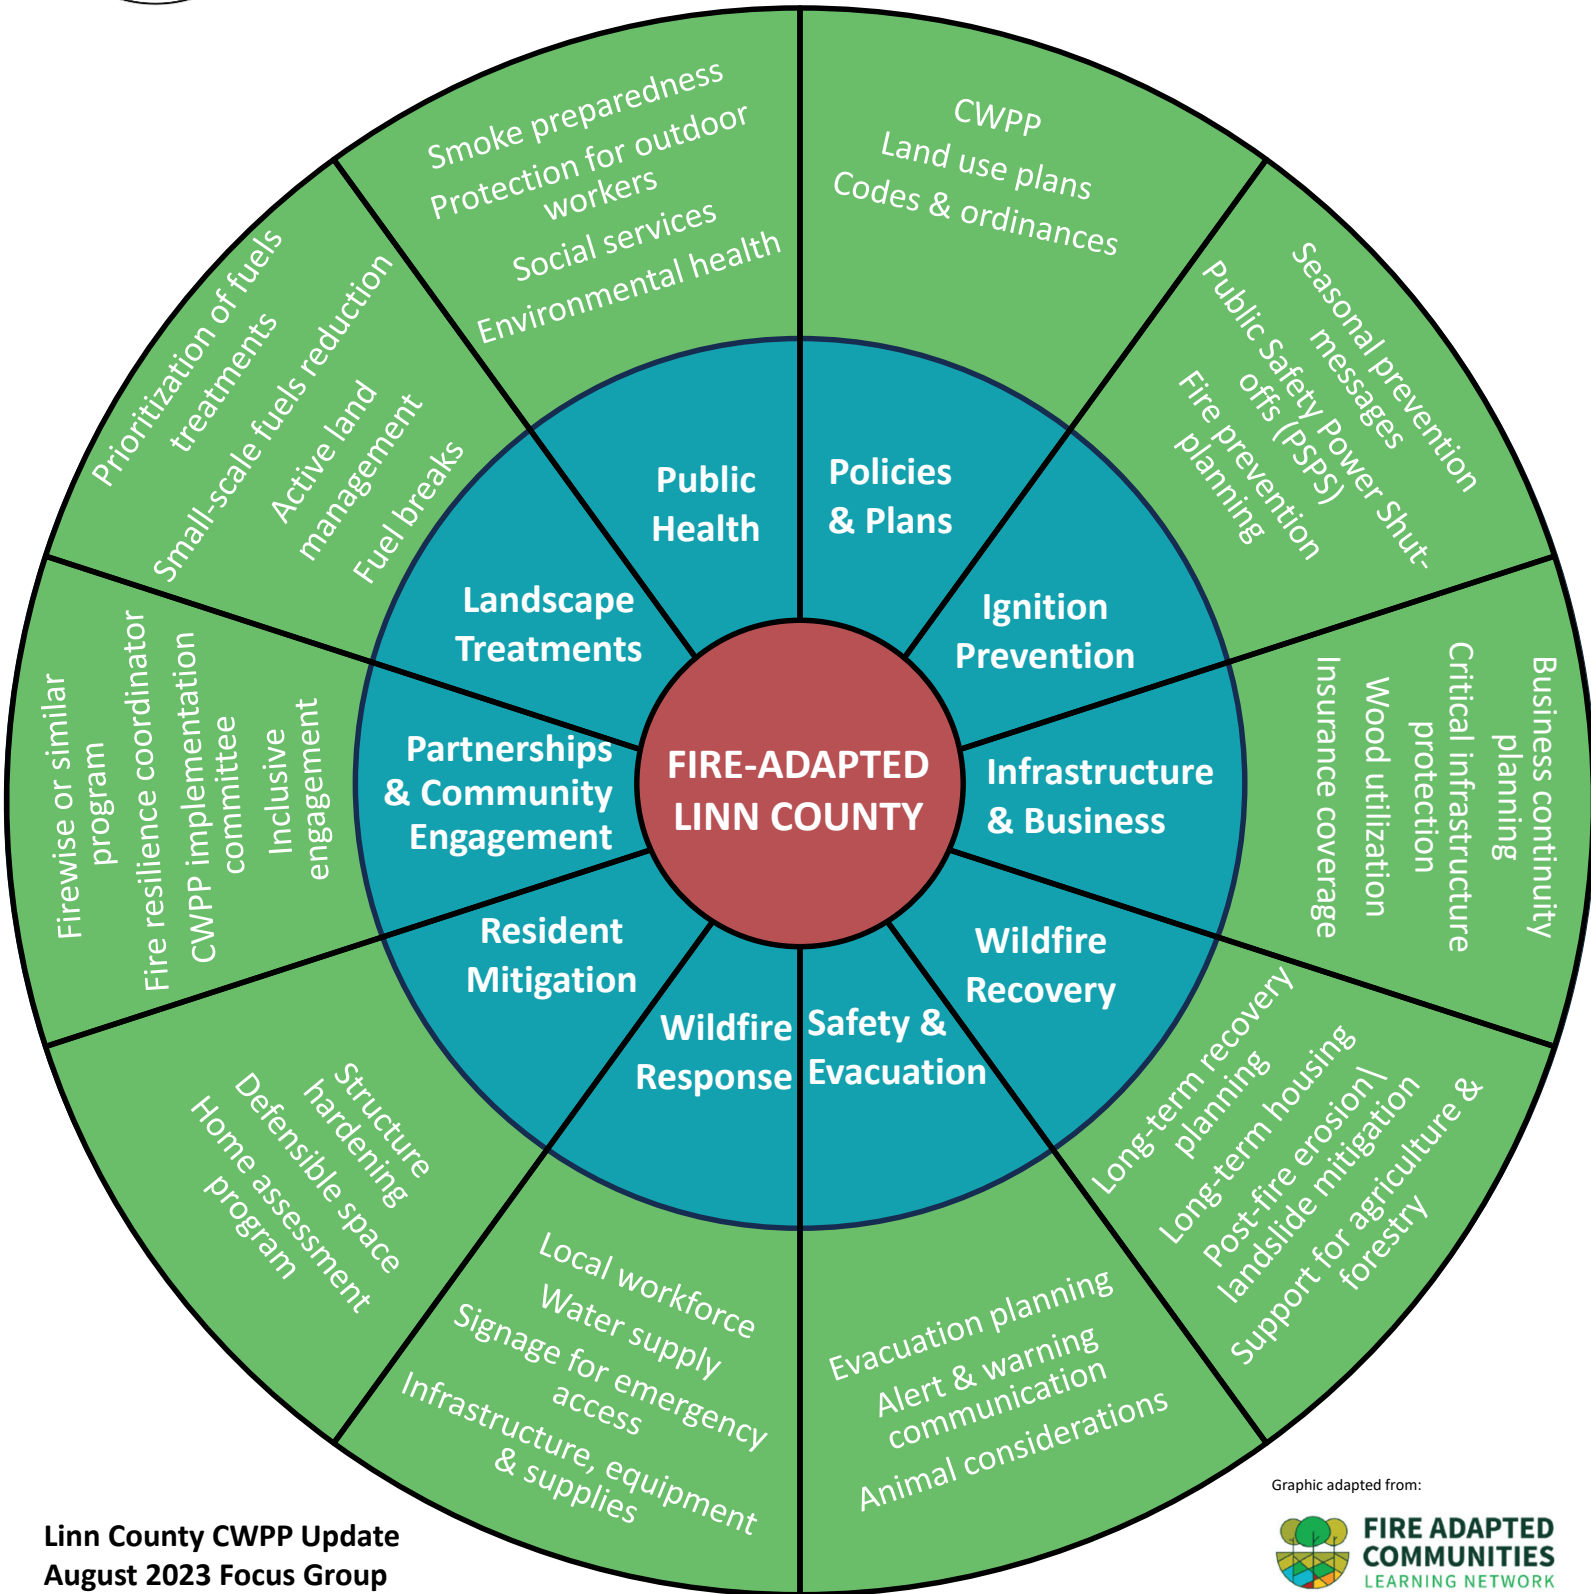 Smoke preparedness
Protection for outdoor
workers
Social services
Environmental health
CWPP
Land use plans
Codes & ordinances
Seasonal prevention
messages
Public Safety Power Shut-
offs (PSPS)
Fire prevention
planning
Business continuity
planning
Critical infrastructure
protection
Wood utilization
Insurance coverage
Long-term recovery
planning
Long-term housing
Post-fire erosion\
landslide mitigation
Support for agriculture &
forestry
Evacuation planning
Alert & warning
communication
Animal considerations
Local workforce
Water supply
Signage for emergency
access
Infrastructure, equipment
& supplies
Structure
hardening
Defensible space
Home assessment
program
Firewise or similar
program
Fire resilience coordinator
CWPP implementation
committee
Inclusive
engagement
Prioritization of fuels
treatments
Small-scale fuels reduction
Active land
management
Fuel breaks
Public
Health
Policies
& Plans
Ignition
Prevention
Infrastructure
& Business
Wildfire
Recovery
Safety &
Evacuation
Wildfire
Response
Resident
Mitigation
Partnerships
& Community
Engagement
Landscape
Treatments
FIRE-ADAPTED
LINN COUNTY
Linn County CWPP Update
August 2023 Focus Group
Graphic adapted from:
FIRE ADAPTED
COMMUNITIES
LEARNING NETWORK